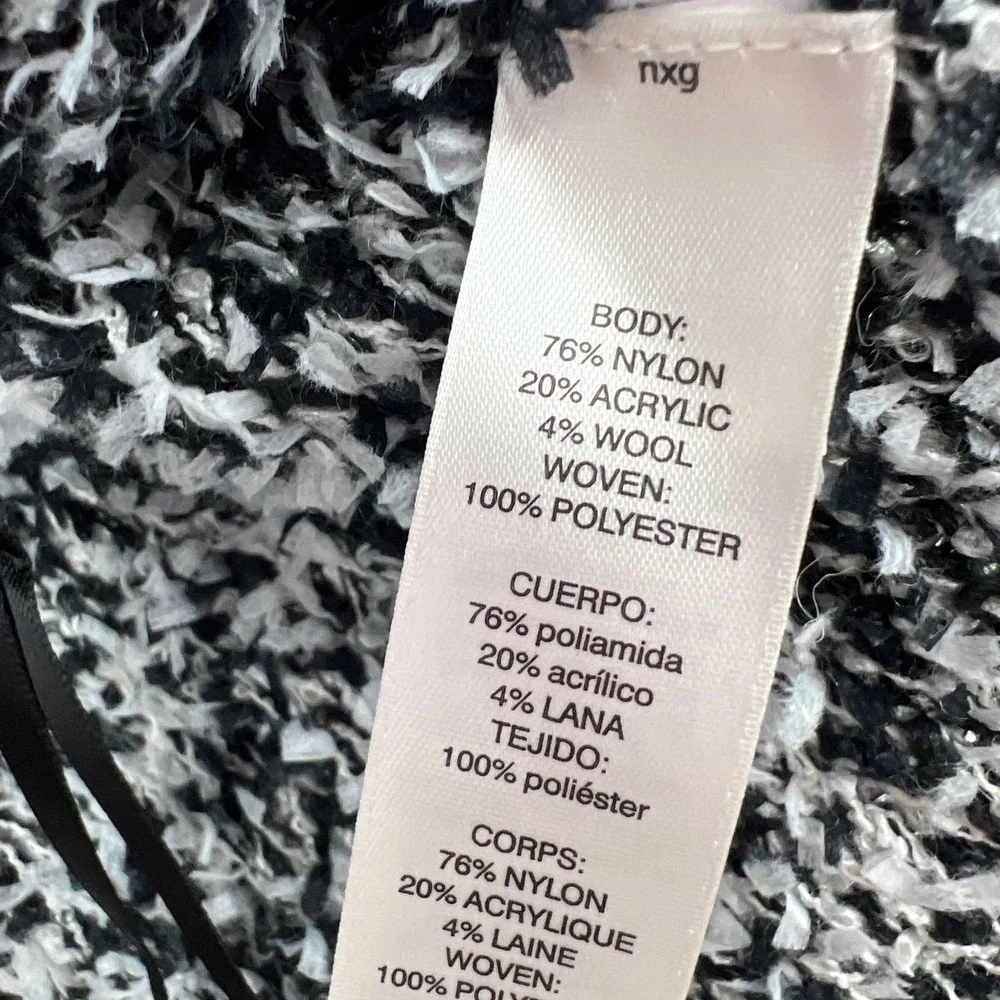 nxg
BODY:
76% NYLON
20% ACRYLIC
4% WOOL
WOVEN:
100% POLYESTER
CUERPO:
76% poliamida
20% acrílico
4% LANA
TEJIDO:
100% poliéster
CORPS:
76% NYLON
20% ACRYLIQUE
4% LAINE
WOVEN:
100%